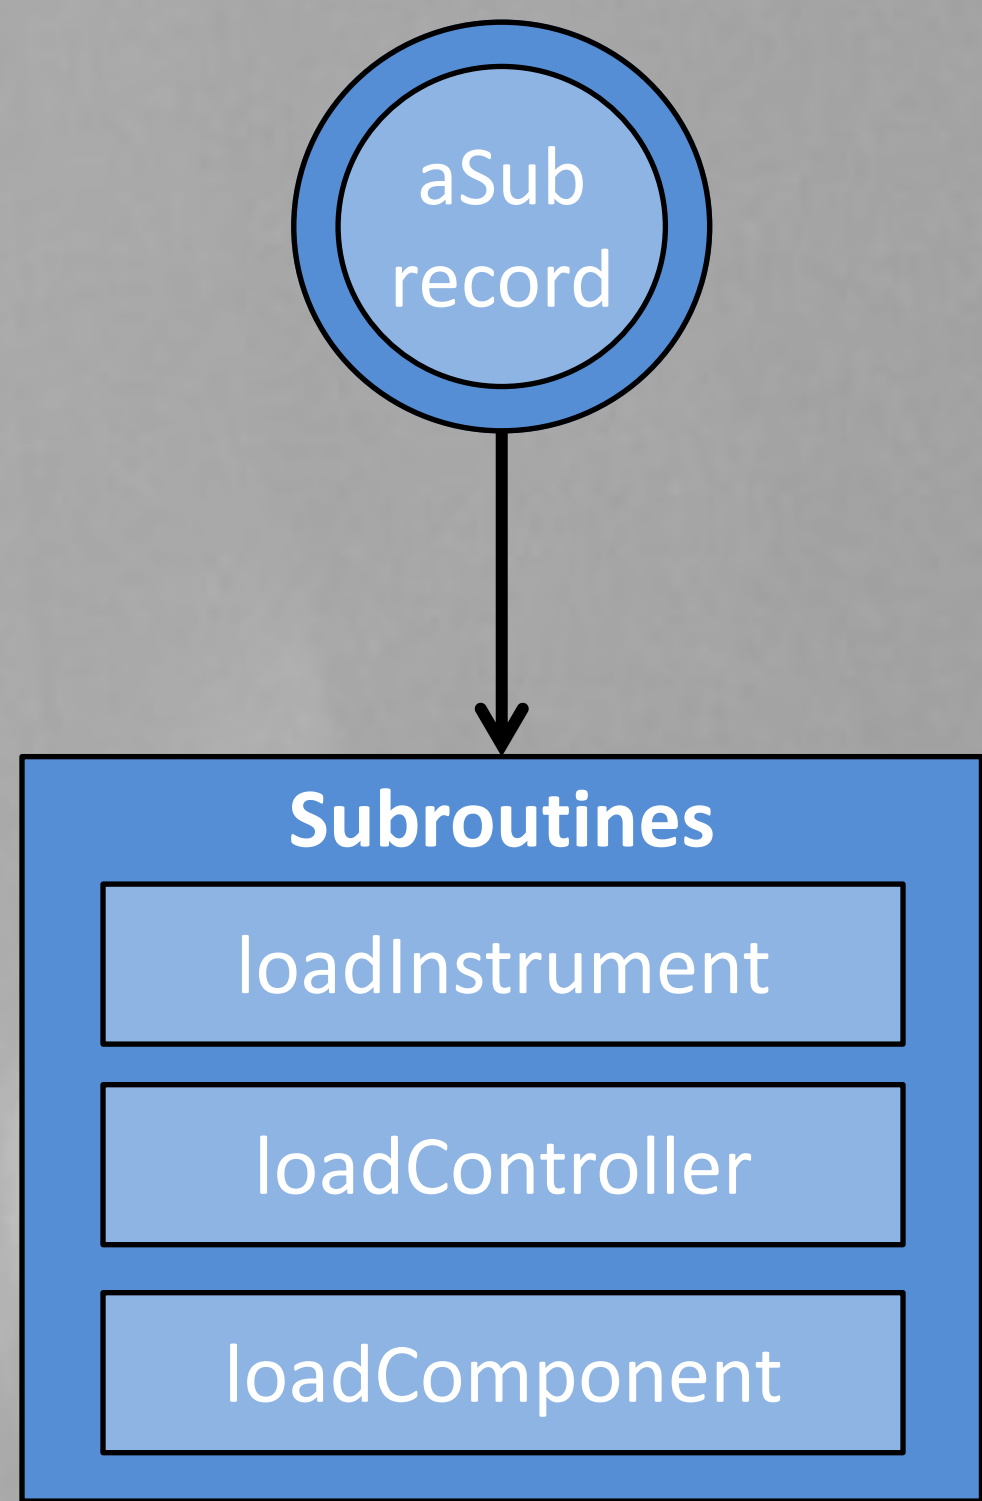 aSub
record
Subroutines
loadInstrument
loadController
loadComponent